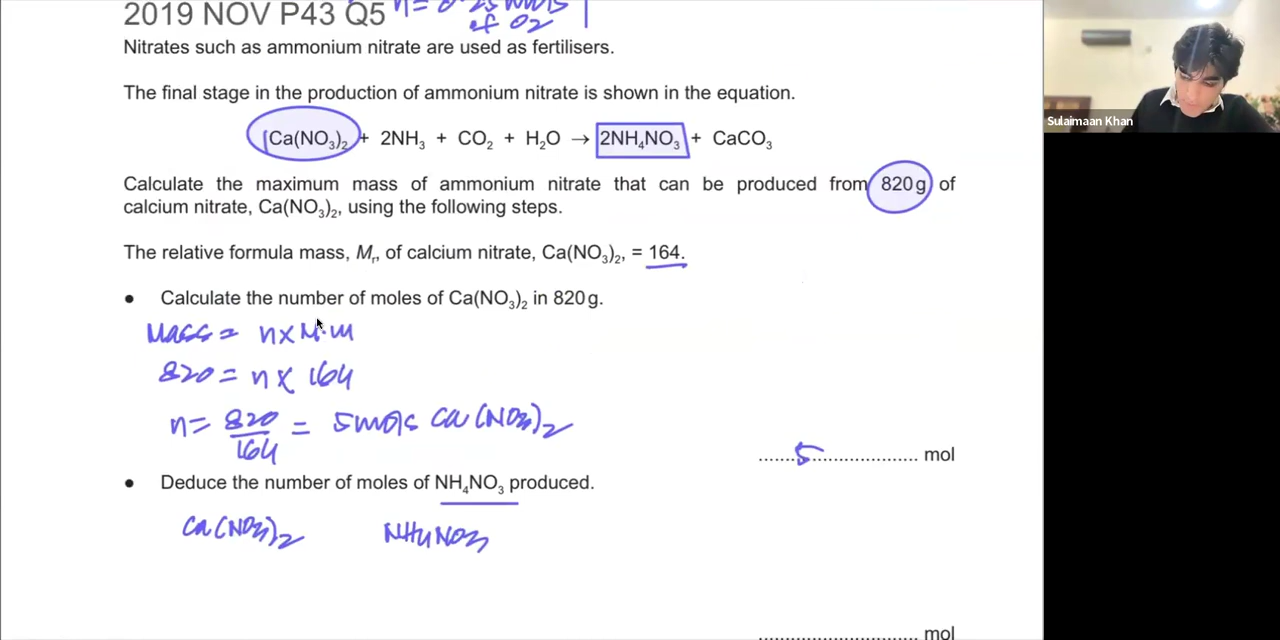 2019 NOV P43 Q5
of O2
Nitrates such as ammonium nitrate are used as fertilisers.
The final stage in the production of ammonium nitrate is shown in the equation.
Ca(NO₃)₂ + 2NH₃ + CO₂ + H₂O → 2NH₄NO₃ + CaCO₃
Calculate the maximum mass of ammonium nitrate that can be produced from 820 g of
calcium nitrate, Ca(NO₃)₂, using the following steps.
The relative formula mass, Mᵣ, of calcium nitrate, Ca(NO₃)₂, = 164.
• Calculate the number of moles of Ca(NO₃)₂ in 820 g.
Mass = n x M.M
820 = n x 164
n = 820/164 = 5 mols Ca(NO3)2
5 mol
• Deduce the number of moles of NH₄NO₃ produced.
Ca(NO3)2 NH4NO3
mol
Sulaimaan Khan